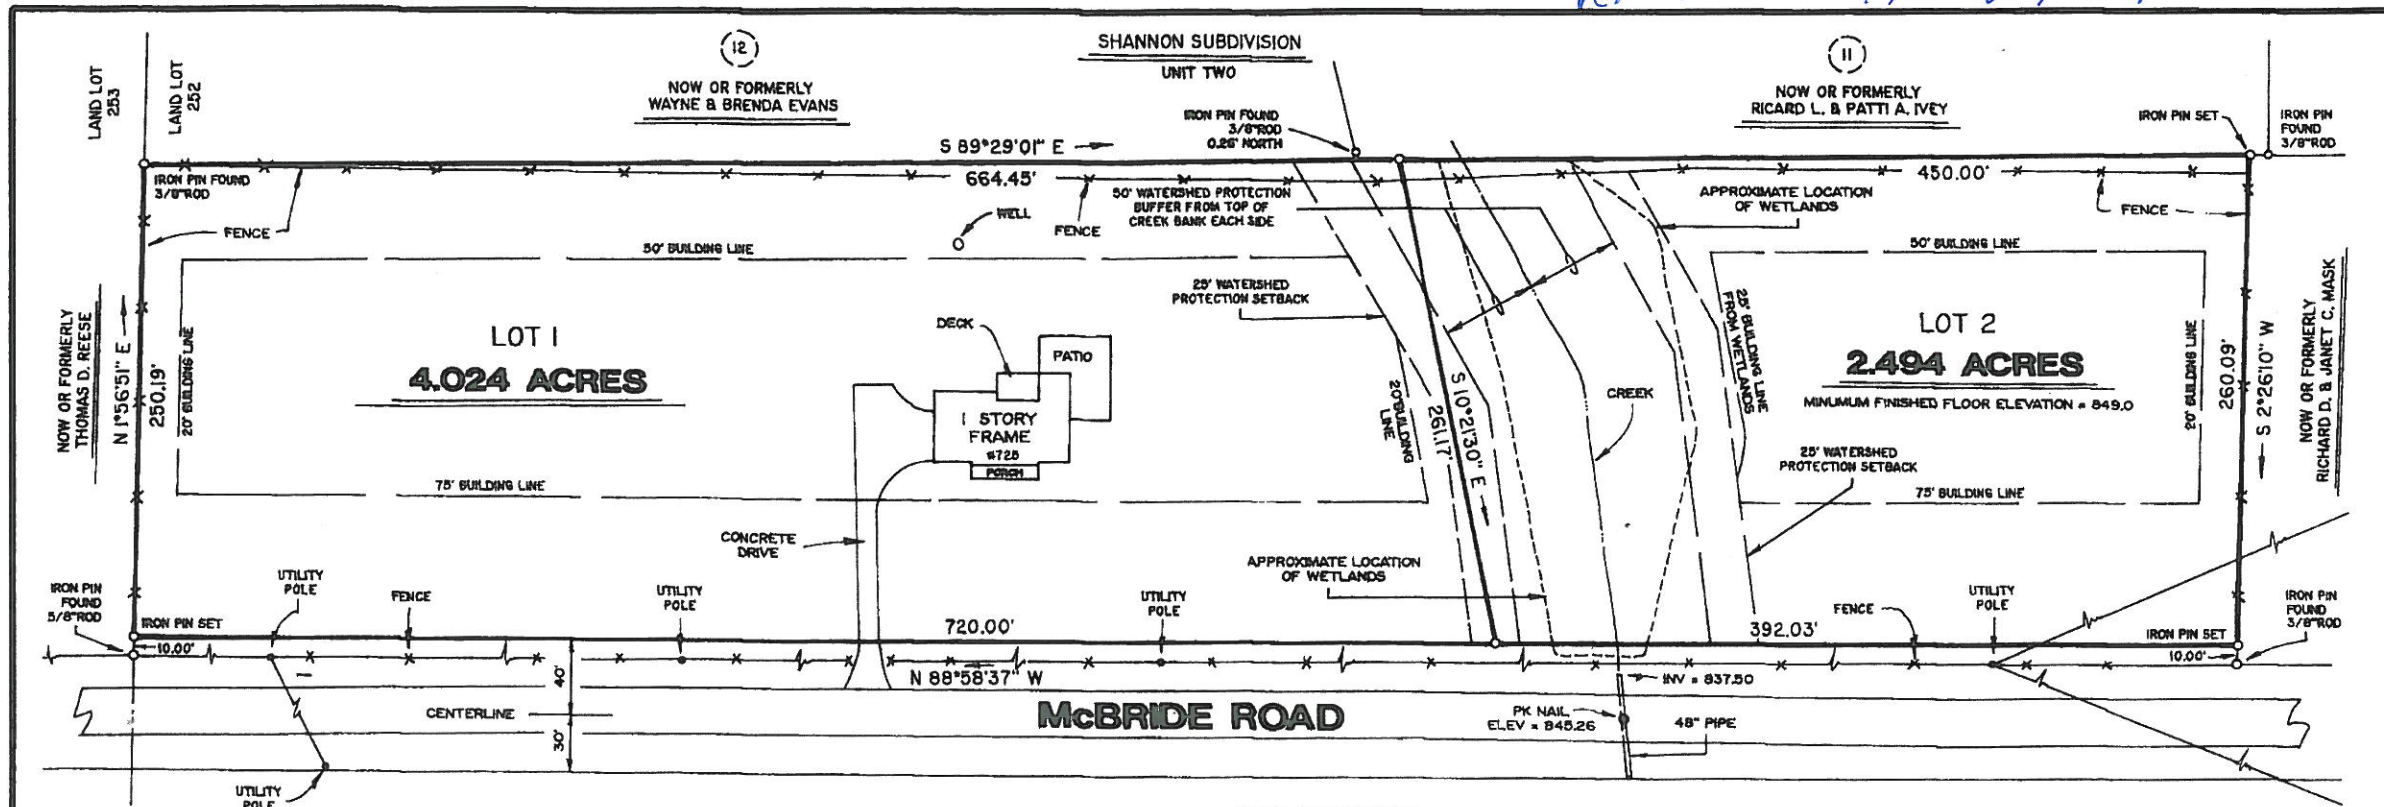 LAND LOT
253
LAND LOT
252
12
NOW OR FORMERLY
WAYNE & BRENDA EVANS
SHANNON SUBDIVISION
UNIT TWO
11
NOW OR FORMERLY
RICARD L. & PATTI A. IVEY
IRON PIN SET
IRON PIN
FOUND
3/8"ROD
IRON PIN FOUND
3/8"ROD
0.26' NORTH
S 89°29'01" E
664.45'
450.00'
IRON PIN FOUND
3/8"ROD
FENCE
WELL
FENCE
50' WATERSHED PROTECTION
BUFFER FROM TOP OF
CREEK BANK EACH SIDE
APPROXIMATE LOCATION
OF WETLANDS
FENCE
50' BUILDING LINE
50' BUILDING LINE
25' WATERSHED
PROTECTION SETBACK
NOW OR FORMERLY
THOMAS D. REESE
N 1°56'51" E
250.19'
20' BUILDING LINE
LOT 1
4.024 ACRES
DECK
PATIO
1 STORY
FRAME
#725
PORCH
20' BUILDING
LINE
S 10°21'30" E
261.17'
CREEK
25' BUILDING LINE
FROM WETLANDS
LOT 2
2.494 ACRES
MINUMUM FINISHED FLOOR ELEVATION = 849.0
20' BUILDING LINE
260.09'
S 2°26'10" W
NOW OR FORMERLY
RICHARD D. & JANET C. MASK
25' WATERSHED
PROTECTION SETBACK
75' BUILDING LINE
75' BUILDING LINE
CONCRETE
DRIVE
APPROXIMATE LOCATION
OF WETLANDS
IRON PIN
FOUND
5/8"ROD
IRON PIN SET
10.00'
UTILITY
POLE
FENCE
UTILITY
POLE
720.00'
UTILITY
POLE
392.03'
FENCE
UTILITY
POLE
IRON PIN SET
10.00'
IRON PIN
FOUND
3/8"ROD
N 88°58'37" W
40'
30'
CENTERLINE
McBRIDE ROAD
INV = 837.50
PK NAIL
ELEV = 845.26
48" PIPE
UTILITY
POLE